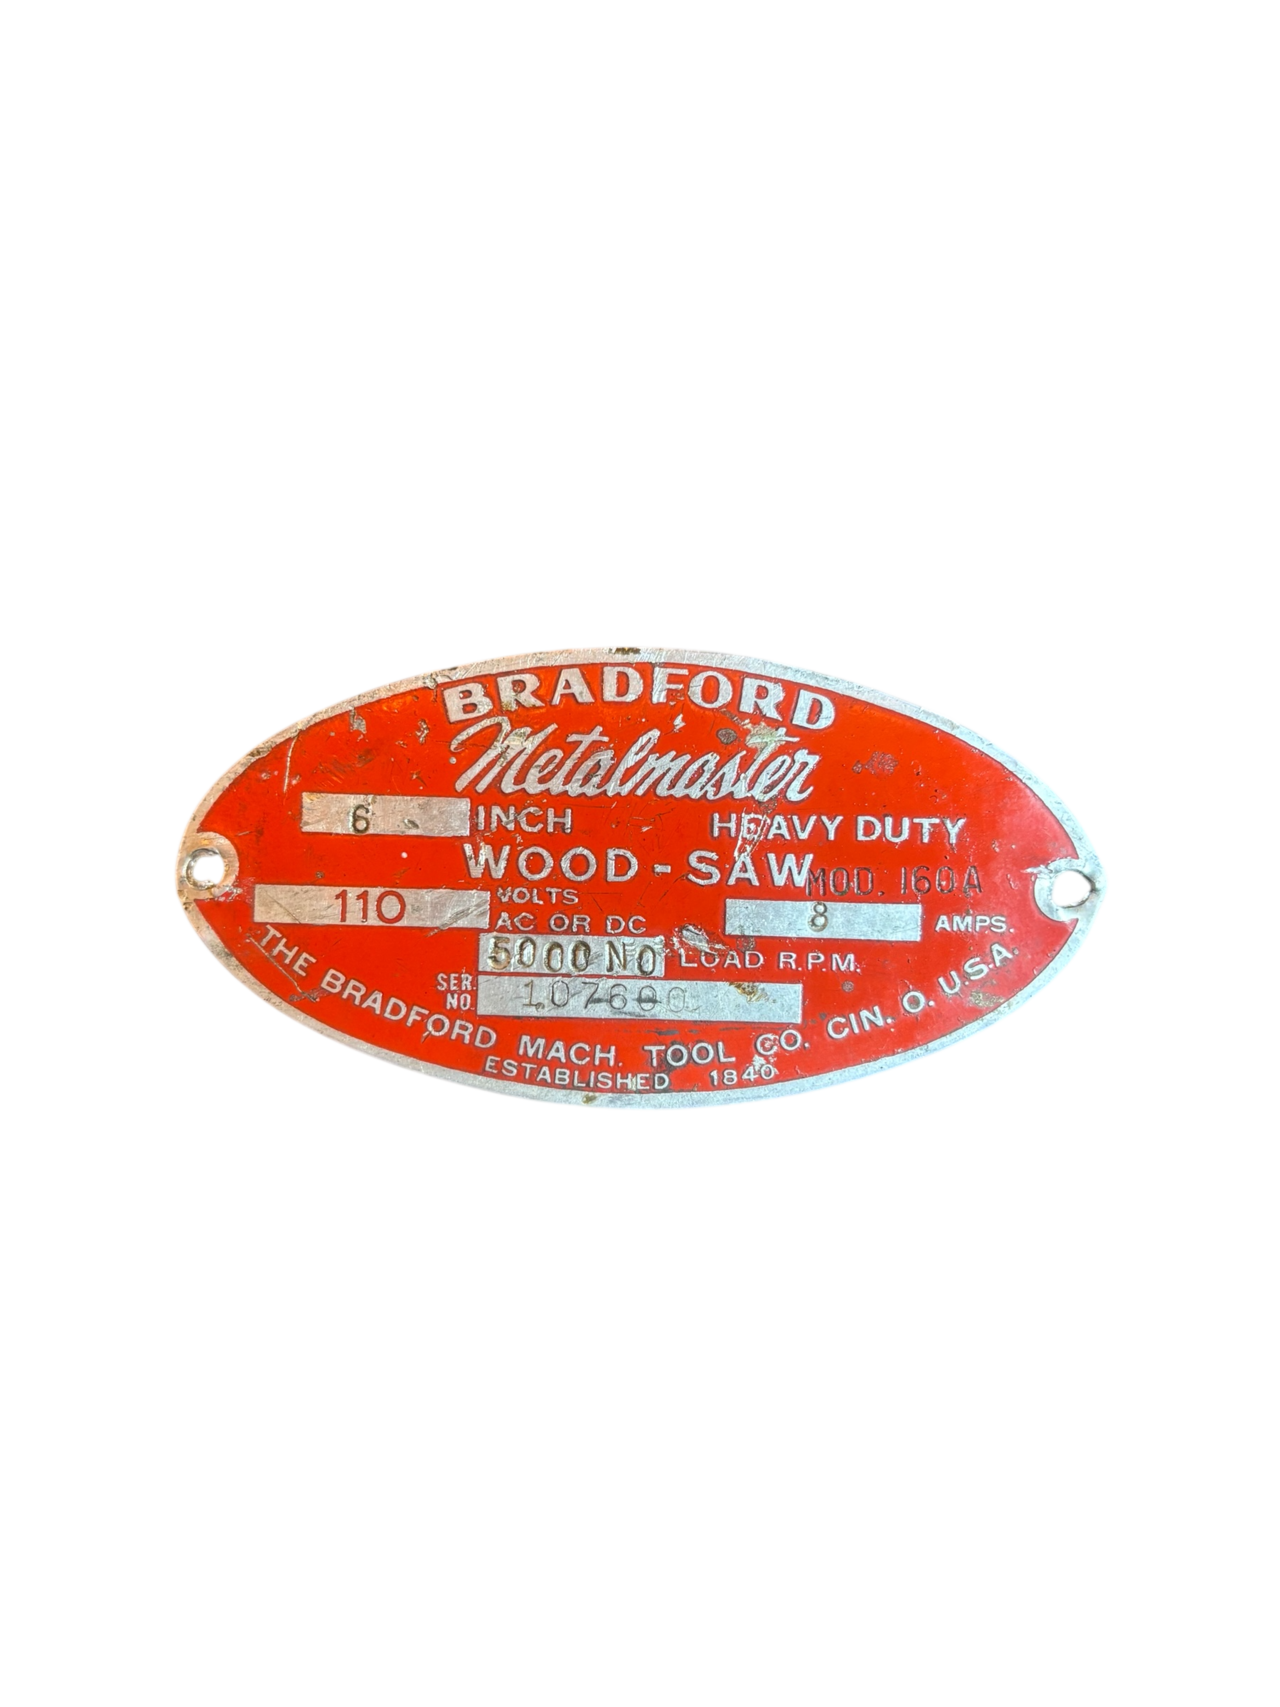 BRADFORD
Metalmaster
6 INCH HEAVY DUTY
WOOD-SAW MOD. 160A
110 VOLTS AC OR DC 8 AMPS.
5000 NO LOAD R.P.M.
SER. NO. 107600
THE BRADFORD MACH. TOOL CO. CIN. O. U.S.A.
ESTABLISHED 1840